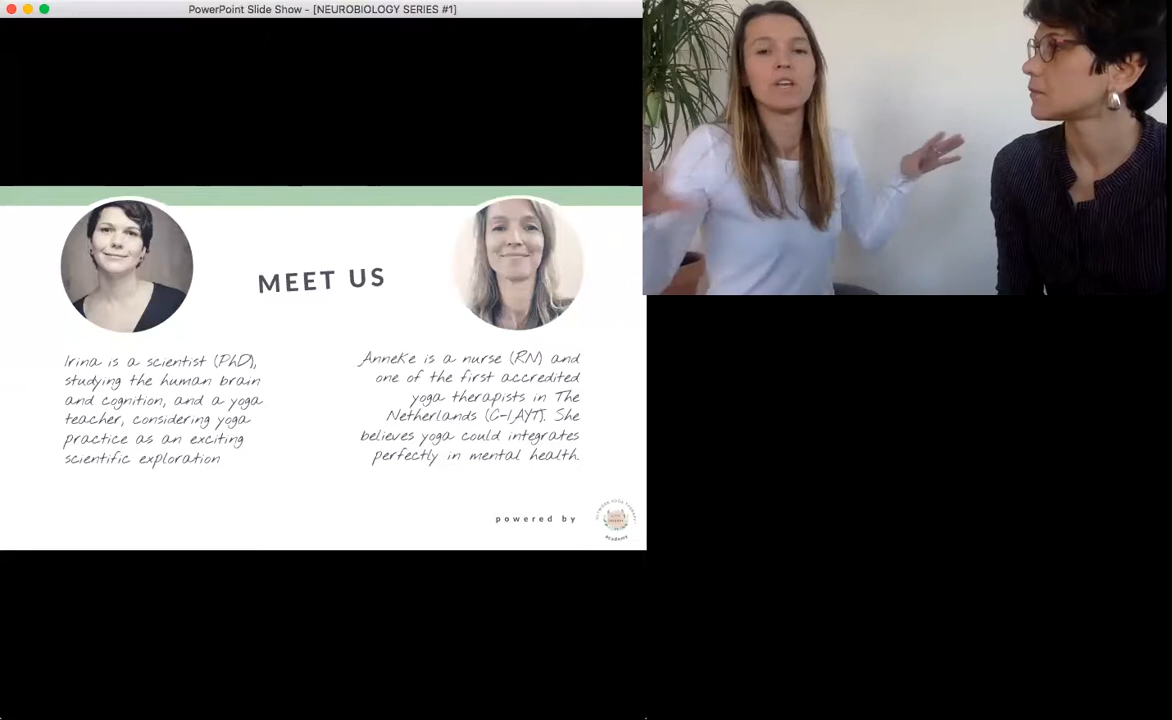 PowerPoint Slide Show - [NEUROBIOLOGY SERIES #1]
MEET US
Irina is a scientist (PhD),
studying the human brain
and cognition, and a yoga
teacher, considering yoga
practice as an exciting
scientific exploration
Anneke is a nurse (RN) and
one of the first accredited
yoga therapists in The
Netherlands (C-IAYT). She
believes yoga could integrates
perfectly in mental health.
powered by
academy